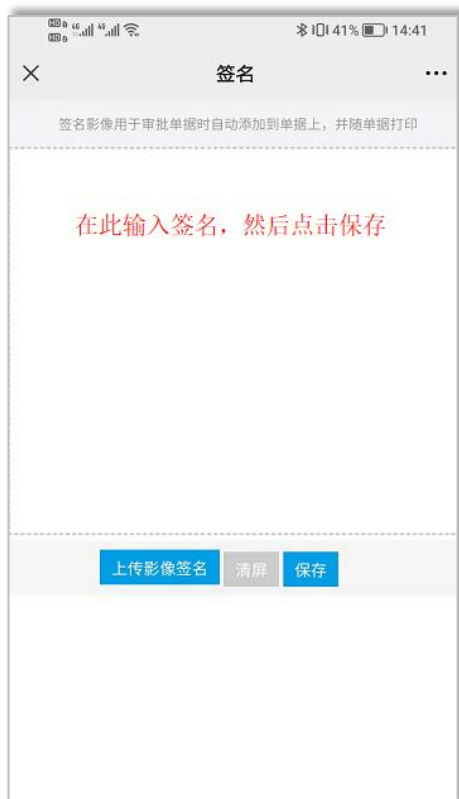 41% 14:41
签名
签名影像用于审批单据时自动添加到单据上，并随单据打印
在此输入签名，然后点击保存
上传影像签名 清屏 保存